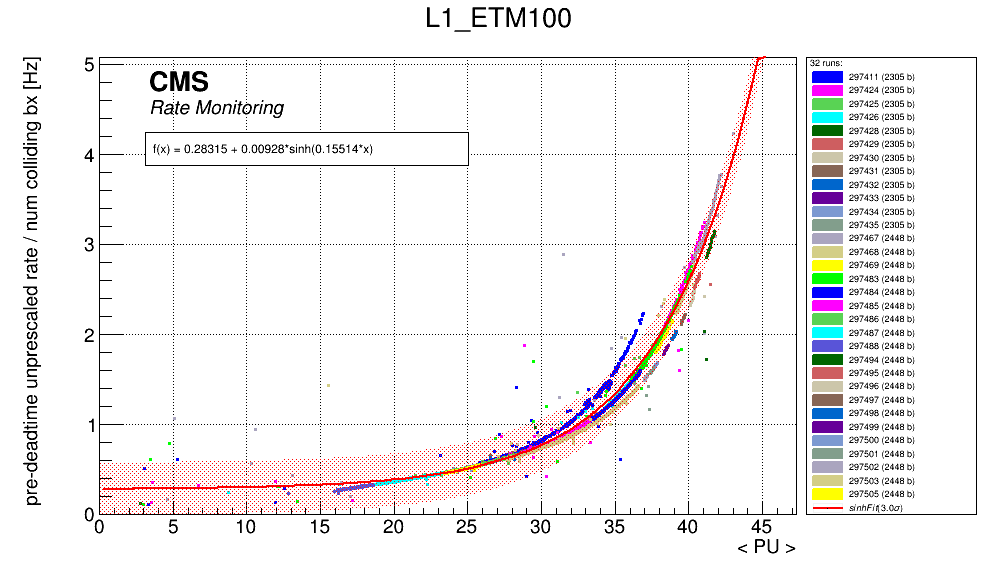 L1_ETM100
pre-deadtime unprescaled rate / num colliding bx [Hz]
CMS
Rate Monitoring
f(x) = 0.28315 + 0.00928*sinh(0.15514*x)
5
4
3
2
1
0
0 5 10 15 20 25 30 35 40 45
< PU >
32 runs:
297411 (2305 b)
297424 (2305 b)
297425 (2305 b)
297426 (2305 b)
297428 (2305 b)
297429 (2305 b)
297430 (2305 b)
297431 (2305 b)
297432 (2305 b)
297433 (2305 b)
297434 (2305 b)
297435 (2305 b)
297467 (2448 b)
297468 (2448 b)
297469 (2448 b)
297483 (2448 b)
297484 (2448 b)
297485 (2448 b)
297486 (2448 b)
297487 (2448 b)
297488 (2448 b)
297494 (2448 b)
297495 (2448 b)
297496 (2448 b)
297497 (2448 b)
297498 (2448 b)
297499 (2448 b)
297500 (2448 b)
297501 (2448 b)
297502 (2448 b)
297503 (2448 b)
297505 (2448 b)
sinhFit(3.0σ)